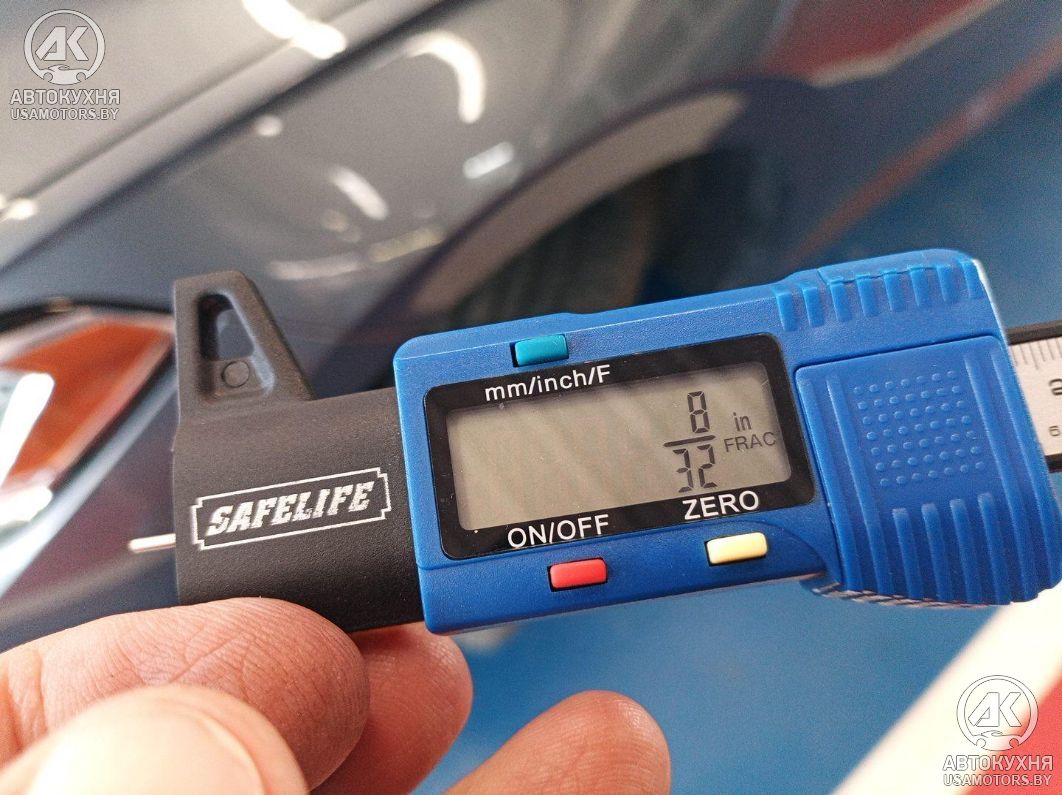 AK
АВТОКУХНЯ
USAMOTORS.BY
mm/inch/F
8
in
32
FRAC
ON/OFF
ZERO
SAFELIFE
AK
АВТОКУХНЯ
USAMOTORS.BY